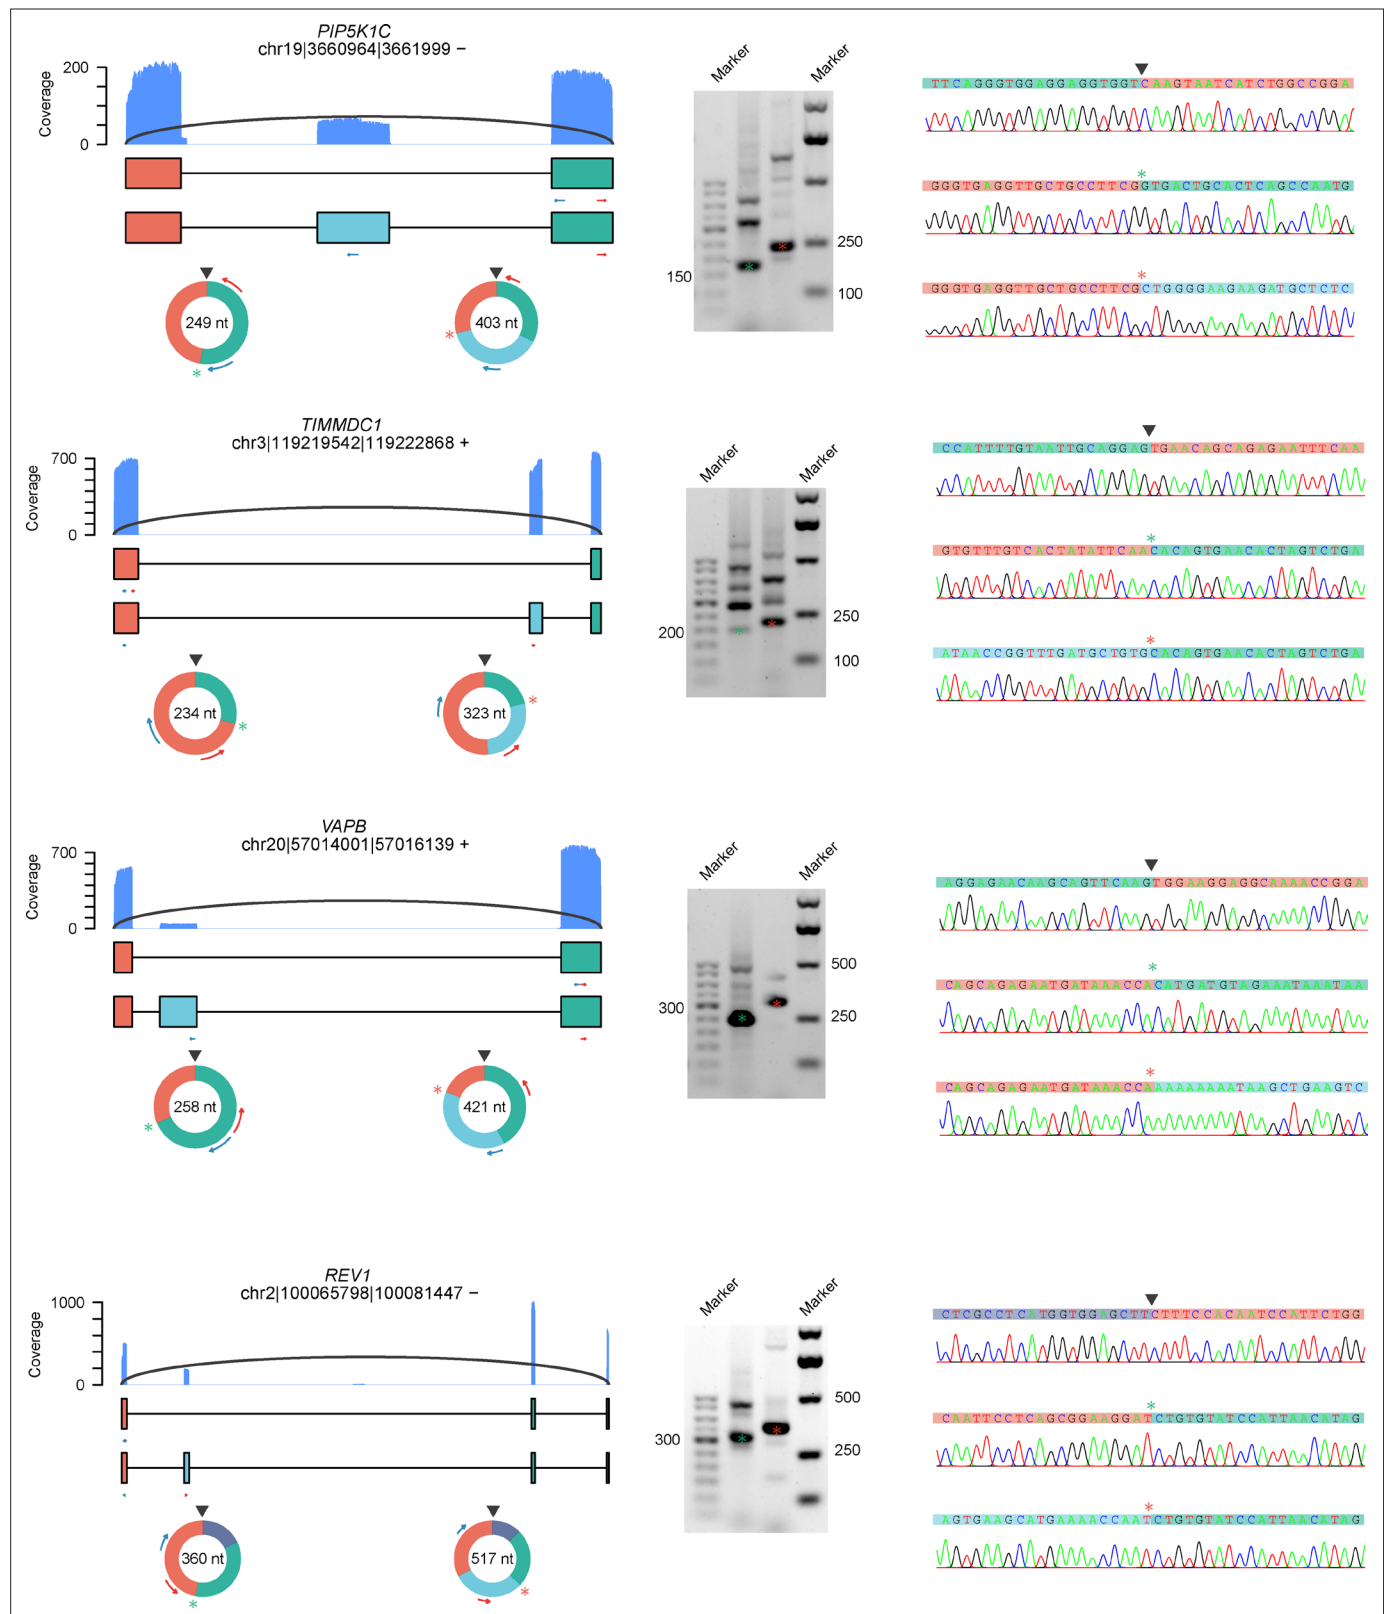 PIP5K1C
chr19|3660964|3661999 −
Coverage
200
0
249 nt
*
403 nt
*
Marker
Marker
*
*
150
250
100
TTCAGGGTGGAGGAGGTGGTCAAGTAATCATCTGGCCGGA
*
GGGTGAGGTTGCTGCCTTCGGTGACTGCACTCAGCCAATG
*
GGGTGAGGTTGCTGCCTTCGCTGGGGAAGAAGATGCTCTC
TIMMDC1
chr3|119219542|119222868 +
Coverage
700
0
234 nt
*
323 nt
*
Marker
Marker
*
*
200
250
100
CCATTTTGTAATTGCAGGAGTGAACAGCAGAGAATTTCAA
*
GTGTTTGTCACTATATTCAACACAGTGAACACTAGTCTGA
*
ATAACCGGTTTGATGCTGTGCACAGTGAACACTAGTCTGA
VAPB
chr20|57014001|57016139 +
Coverage
700
0
258 nt
*
421 nt
*
Marker
Marker
*
*
300
500
250
AGGAGAACAAGCAGTTCAAGTGGAAGGAGGCAAAACCGGA
*
CAGCAGAGAATGATAAACCACATGATGTAGAAATAAATAA
*
CAGCAGAGAATGATAAACCAAAAAAAAATAAGCTGAAGTC
REV1
chr2|100065798|100081447 −
Coverage
1000
0
360 nt
*
517 nt
*
Marker
Marker
*
*
300
500
250
CTCGCCTCATGGTGGAGCTTCTTTCCACAATCCATTCTGG
*
CAATTCCTCAGCGGAAGGATCTGTGTATCCATTAACATAG
*
AGTGAAGCATGAAAACCAATCTGTGTATCCATTAACATAG